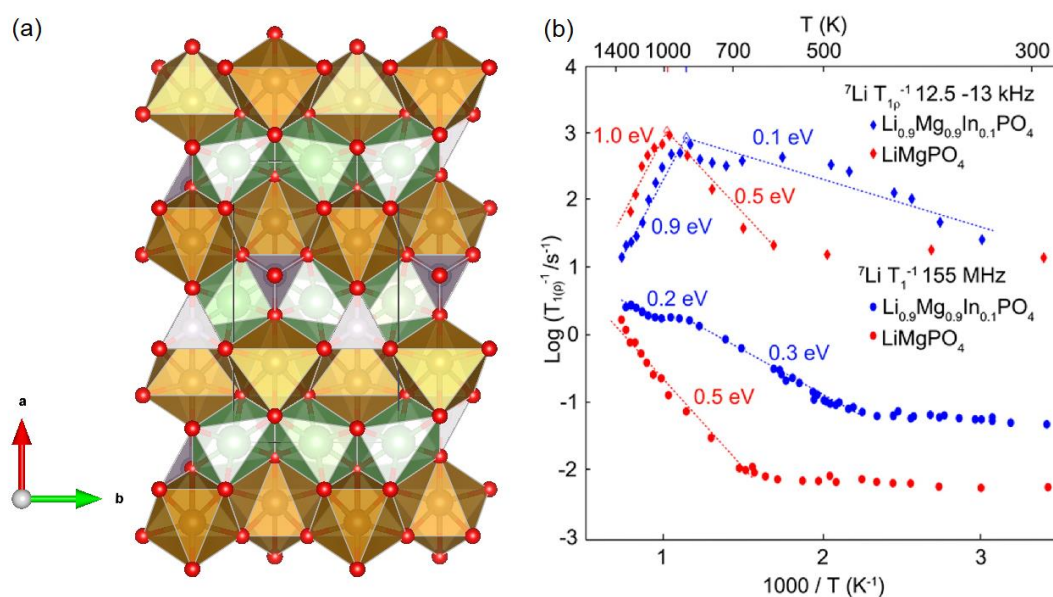 (a)
a
b
(b)
T (K)
1400 1000 700 500 300
4
3
2
1
0
-1
-2
-3
Log (T1(ρ)⁻¹ /s⁻¹)
⁷Li T1ρ⁻¹ 12.5 -13 kHz
Li0.9Mg0.9In0.1PO4
LiMgPO4
1.0 eV
0.1 eV
0.5 eV
0.9 eV
⁷Li T1⁻¹ 155 MHz
Li0.9Mg0.9In0.1PO4
LiMgPO4
0.2 eV
0.3 eV
0.5 eV
1 2 3
1000 / T (K⁻¹)